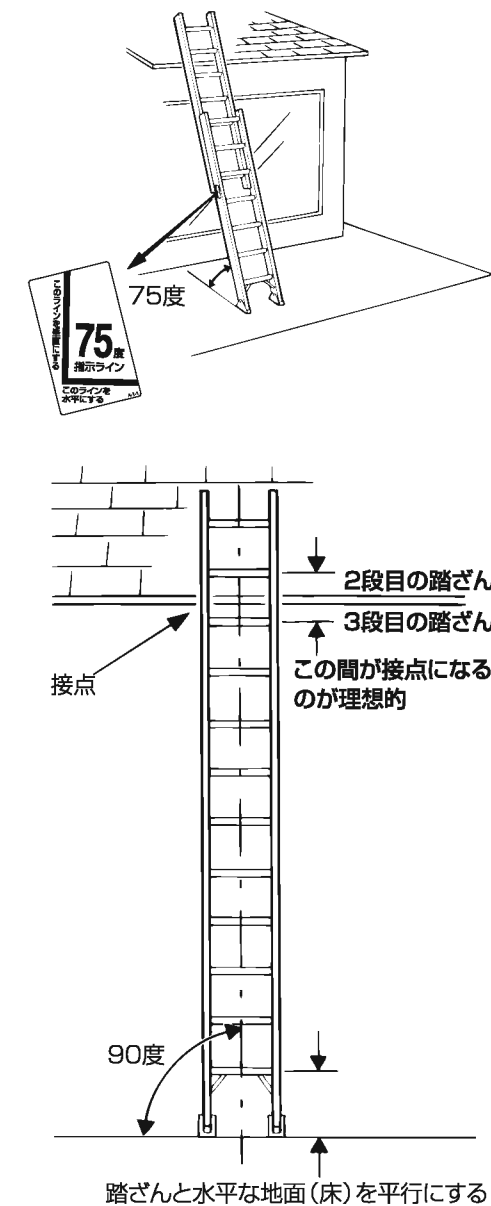 75度
このラインを垂直にする
75度
指示ライン
このラインを
水平にする
2段目の踏ざん
3段目の踏ざん
接点
この間が接点になる
のが理想的
90度
踏ざんと水平な地面(床)を平行にする